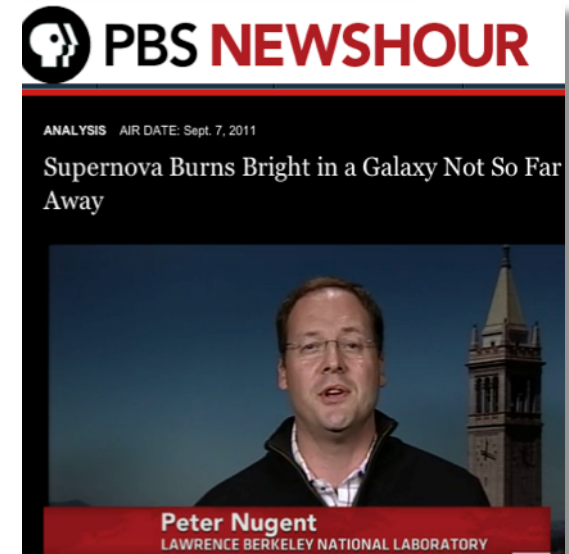 PBS NEWSHOUR
ANALYSIS AIR DATE: Sept. 7, 2011
Supernova Burns Bright in a Galaxy Not So Far
Away
Peter Nugent
LAWRENCE BERKELEY NATIONAL LABORATORY